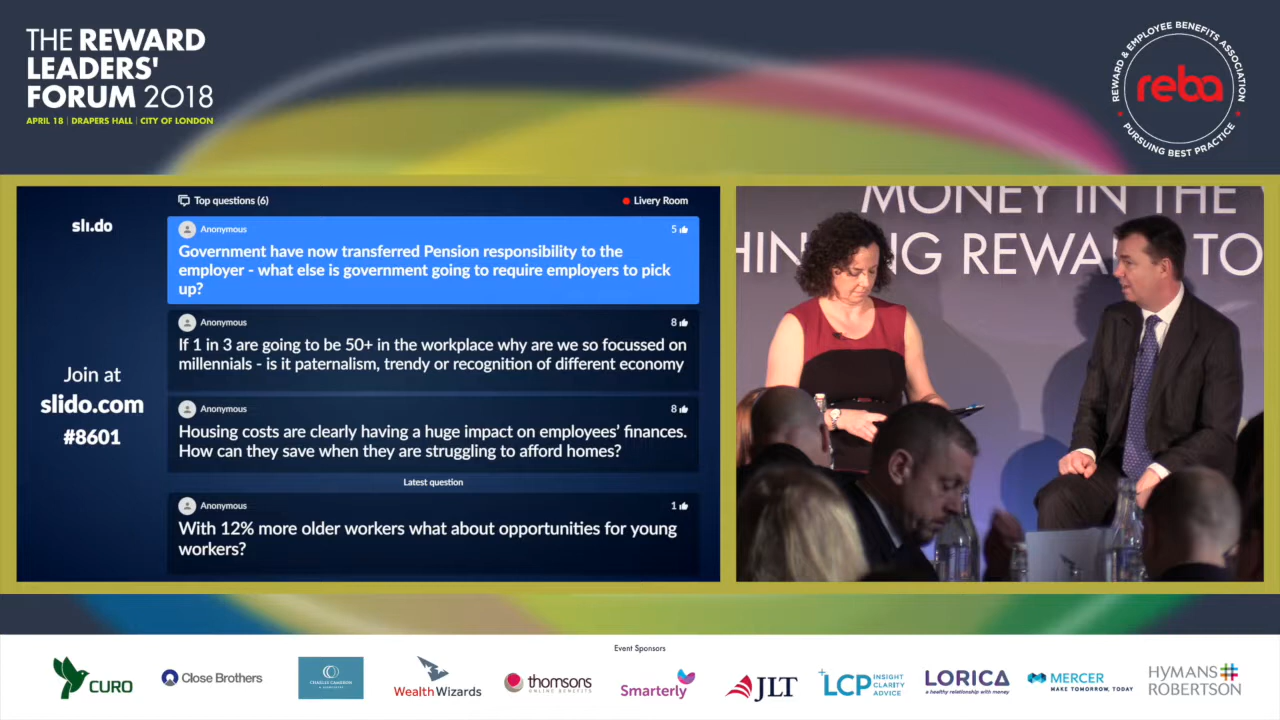 THE REWARD
LEADERS'
FORUM 2018
APRIL 18 | DRAPERS HALL | CITY OF LONDON
REWARD & EMPLOYEE BENEFITS ASSOCIATION
reba
PURSUING BEST PRACTICE
sli.do
Join at
slido.com
#8601
Top questions (6)
Livery Room
Anonymous
5
Government have now transferred Pension responsibility to the
employer - what else is government going to require employers to pick
up?
Anonymous
8
If 1 in 3 are going to be 50+ in the workplace why are we so focussed on
millennials - is it paternalism, trendy or recognition of different economy
Anonymous
8
Housing costs are clearly having a huge impact on employees' finances.
How can they save when they are struggling to afford homes?
Latest question
Anonymous
1
With 12% more older workers what about opportunities for young
workers?
MONEY IN THE
HIN NG REWA TO
Event Sponsors
CURO
Close Brothers
CHARLES CAMERON
& ASSOCIATES
WealthWizards
thomsons
ONLINE BENEFITS
Smarterly
JLT
LCP INSIGHT
CLARITY
ADVICE
LORICA
a healthy relationship with money
MERCER
MAKE TOMORROW, TODAY
HYMANS
ROBERTSON